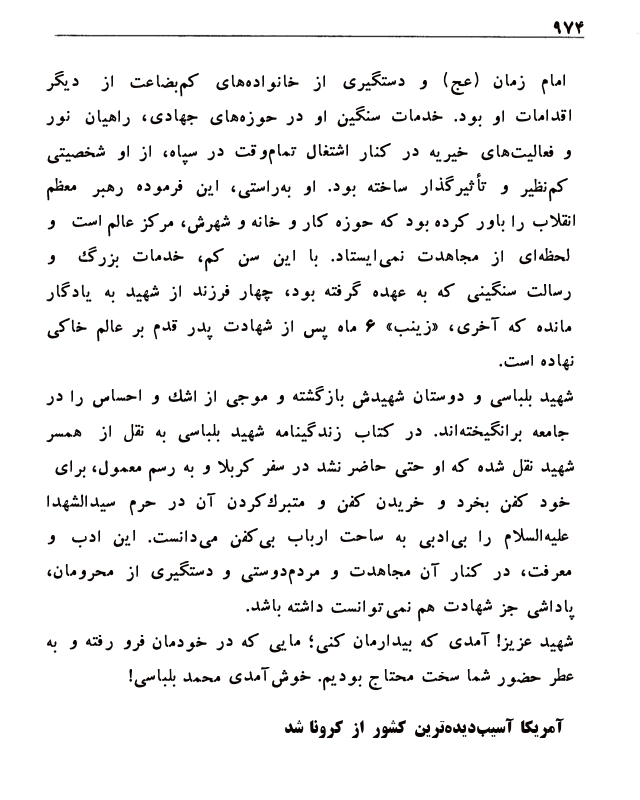 ۹۷۴
امام زمان (عج) و دستگیری از خانواده‌های کم‌بضاعت از دیگر
اقدامات او بود. خدمات سنگین او در حوزه‌های جهادی، راهیان نور
و فعالیت‌های خیریه در کنار اشتغال تمام‌وقت در سپاه، از او شخصیتی
کم‌نظیر و تأثیرگذار ساخته بود. او به‌راستی، این فرموده رهبر معظم
انقلاب را باور کرده بود که حوزه کار و خانه و شهرش، مرکز عالم است و
لحظه‌ای از مجاهدت نمی‌ایستاد. با این سن کم، خدمات بزرگ و
رسالت سنگینی که به عهده گرفته بود، چهار فرزند از شهید به یادگار
مانده که آخری، «زینب» ۶ ماه پس از شهادت پدر قدم بر عالم خاکی
نهاده است.
شهید بلباسی و دوستان شهیدش بازگشته و موجی از اشک و احساس را در
جامعه برانگیخته‌اند. در کتاب زندگینامه شهید بلباسی به نقل از همسر
شهید نقل شده که او حتی حاضر نشد در سفر کربلا و به رسم معمول، برای
خود کفن بخرد و خریدن کفن و متبرک‌کردن آن در حرم سیدالشهدا
علیه‌السلام را بی‌ادبی به ساحت ارباب بی‌کفن می‌دانست. این ادب و
معرفت، در کنار آن مجاهدت و مردم‌دوستی و دستگیری از محرومان،
پاداشی جز شهادت هم نمی‌توانست داشته باشد.
شهید عزیز! آمدی که بیدارمان کنی؛ مایی که در خودمان فرو رفته و به
عطر حضور شما سخت محتاج بودیم. خوش‌آمدی محمد بلباسی!
آمریکا آسیب‌دیده‌ترین کشور از کرونا شد